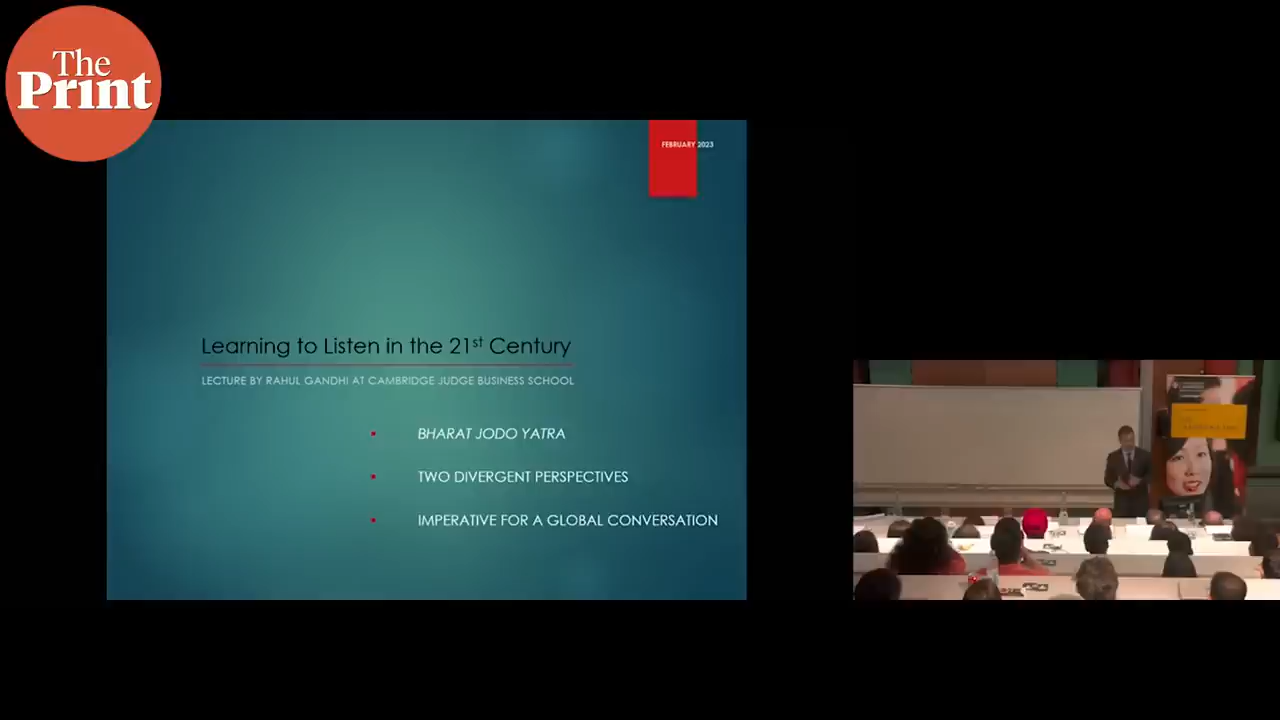 The
Print
FEBRUARY 2023
Learning to Listen in the 21st Century
LECTURE BY RAHUL GANDHI AT CAMBRIDGE JUDGE BUSINESS SCHOOL
BHARAT JODO YATRA
TWO DIVERGENT PERSPECTIVES
IMPERATIVE FOR A GLOBAL CONVERSATION